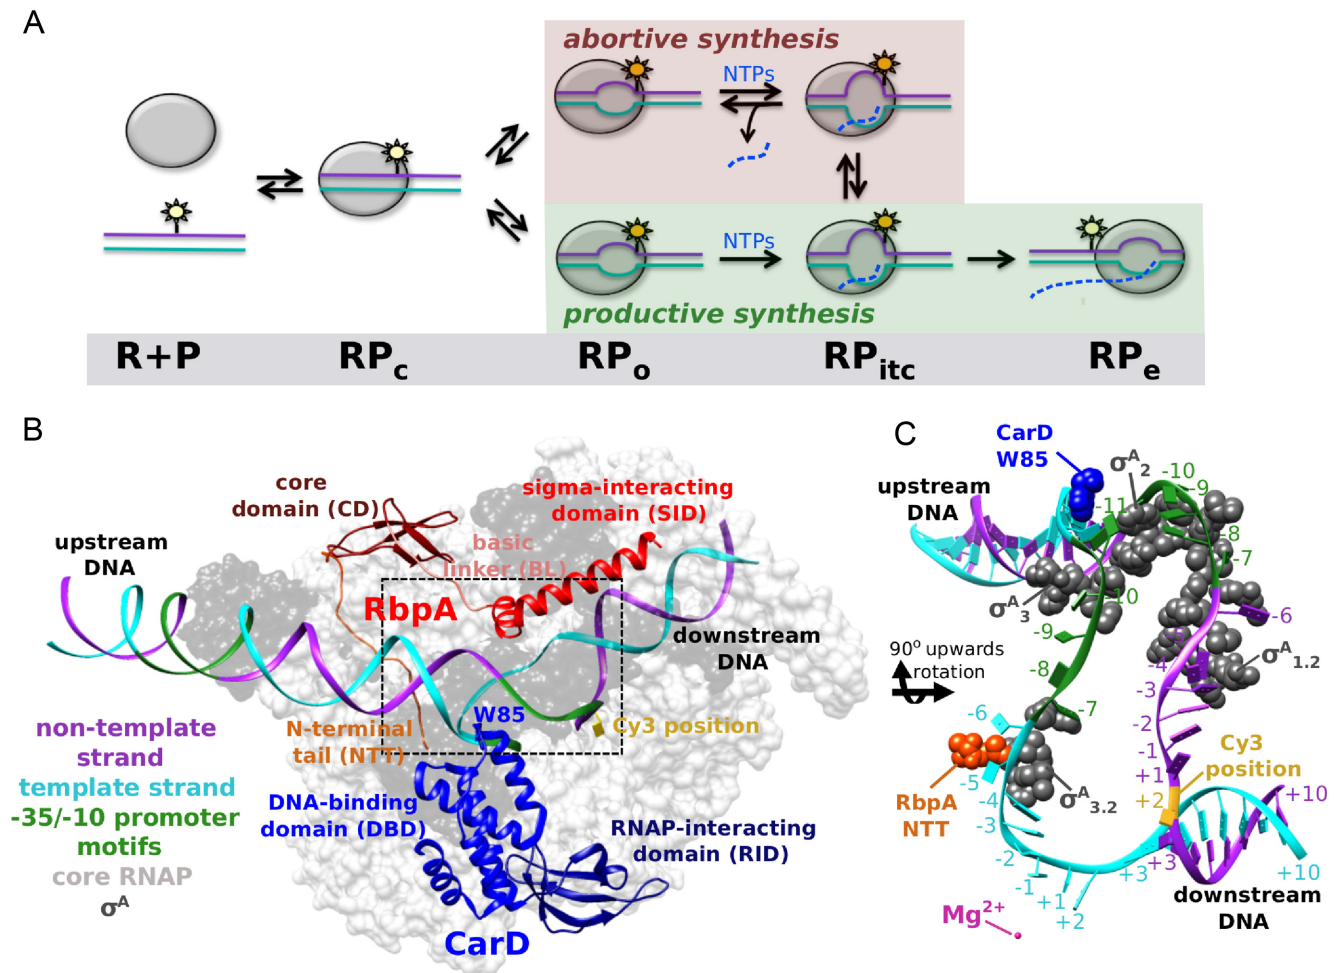 A
abortive synthesis
NTPs
NTPs
productive synthesis
R+P
RPc
RPo
RPitc
RPe
B
core
domain (CD)
sigma-interacting
domain (SID)
basic
linker (BL)
upstream
DNA
RbpA
downstream
DNA
W85
Cy3 position
N-terminal
tail (NTT)
non-template
strand
template strand
-35/-10 promoter
motifs
core RNAP
σA
DNA-binding
domain (DBD)
RNAP-interacting
domain (RID)
CarD
C
CarD
W85
σA2
-10
-9
upstream
DNA
-11
-8
-7
σA3
-10
-6
-9
-5
σA1.2
90o upwards
rotation
-4
-8
-3
-6
-7
-2
-1
Cy3
position
+1
-5
+2
+10
RbpA
NTT
-4
σA3.2
-3
-2
+3
+3
+10
-1
+1
+2
downstream
DNA
Mg2+